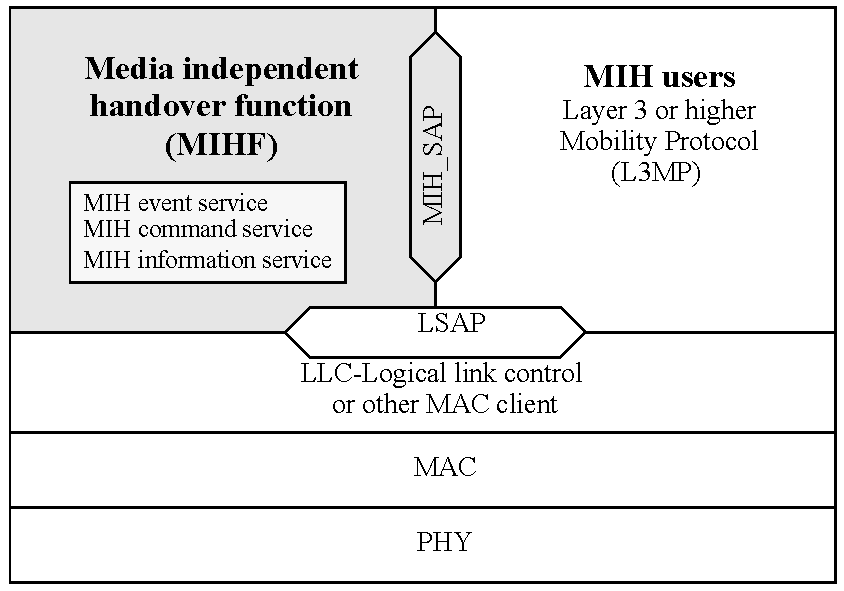 Media independent
handover function
(MIHF)
MIH event service
MIH command service
MIH information service
MIH_SAP
MIH users
Layer 3 or higher
Mobility Protocol
(L3MP)
LSAP
LLC-Logical link control
or other MAC client
MAC
PHY